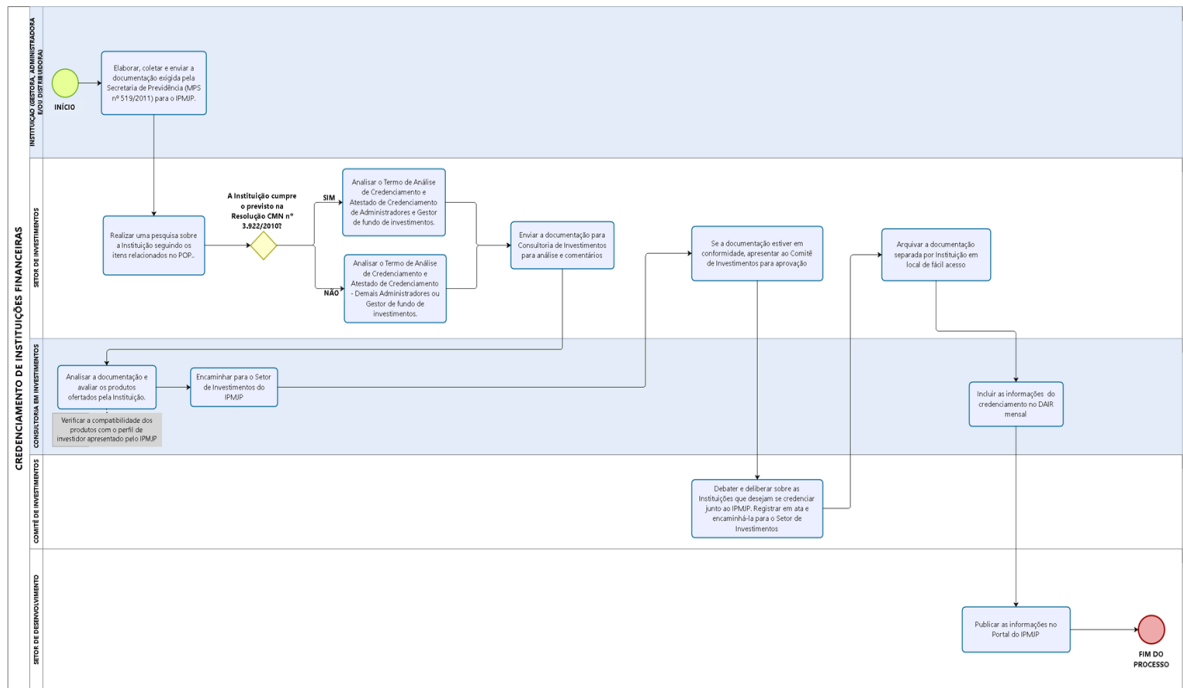 CREDENCIAMENTO DE INSTITUIÇÕES FINANCEIRAS
INSTITUIÇÃO (GESTORA, ADMINISTRADORA
E/OU DISTRIBUIDORA)
INÍCIO
Elaborar, coletar e enviar a
documentação exigida pela
Secretaria de Previdência (MPS
nº 519/2011) para o IPMJP.
SETOR DE INVESTIMENTOS
Realizar uma pesquisa sobre
a Instituição seguindo os
itens relacionados no POP..
A Instituição cumpre
o previsto na
Resolução CMN nº
3.922/2010?
SIM
Analisar o Termo de Análise
de Credenciamento e
Atestado de Credenciamento
de Administradores e Gestor
de fundo de investimentos.
NÃO
Analisar o Termo de Análise
de Credenciamento e
Atestado de Credenciamento
- Demais Administradores ou
Gestor de fundo de
investimentos.
Enviar a documentação para
Consultoria de Investimentos
para análise e comentários
Se a documentação estiver em
conformidade, apresentar ao Comitê
de Investimentos para aprovação
Arquivar a documentação
separada por Instituição em
local de fácil acesso
CONSULTORIA EM INVESTIMENTOS
Analisar a documentação e
avaliar os produtos
ofertados pela Instituição.
Verificar a compatibilidade dos
produtos com o perfil de
investidor apresentado pelo IPMJP
Encaminhar para o Setor
de Investimentos do
IPMJP
Incluir as informações do
credenciamento no DAIR
mensal
COMITÊ DE INVESTIMENTOS
Debater e deliberar sobre as
Instituições que desejam se credenciar
junto ao IPMJP. Registrar em ata e
encaminhá-la para o Setor de
Investimentos
SETOR DE DESENVOLVIMENTO
Publicar as informações no
Portal do IPMJP
FIM DO
PROCESSO